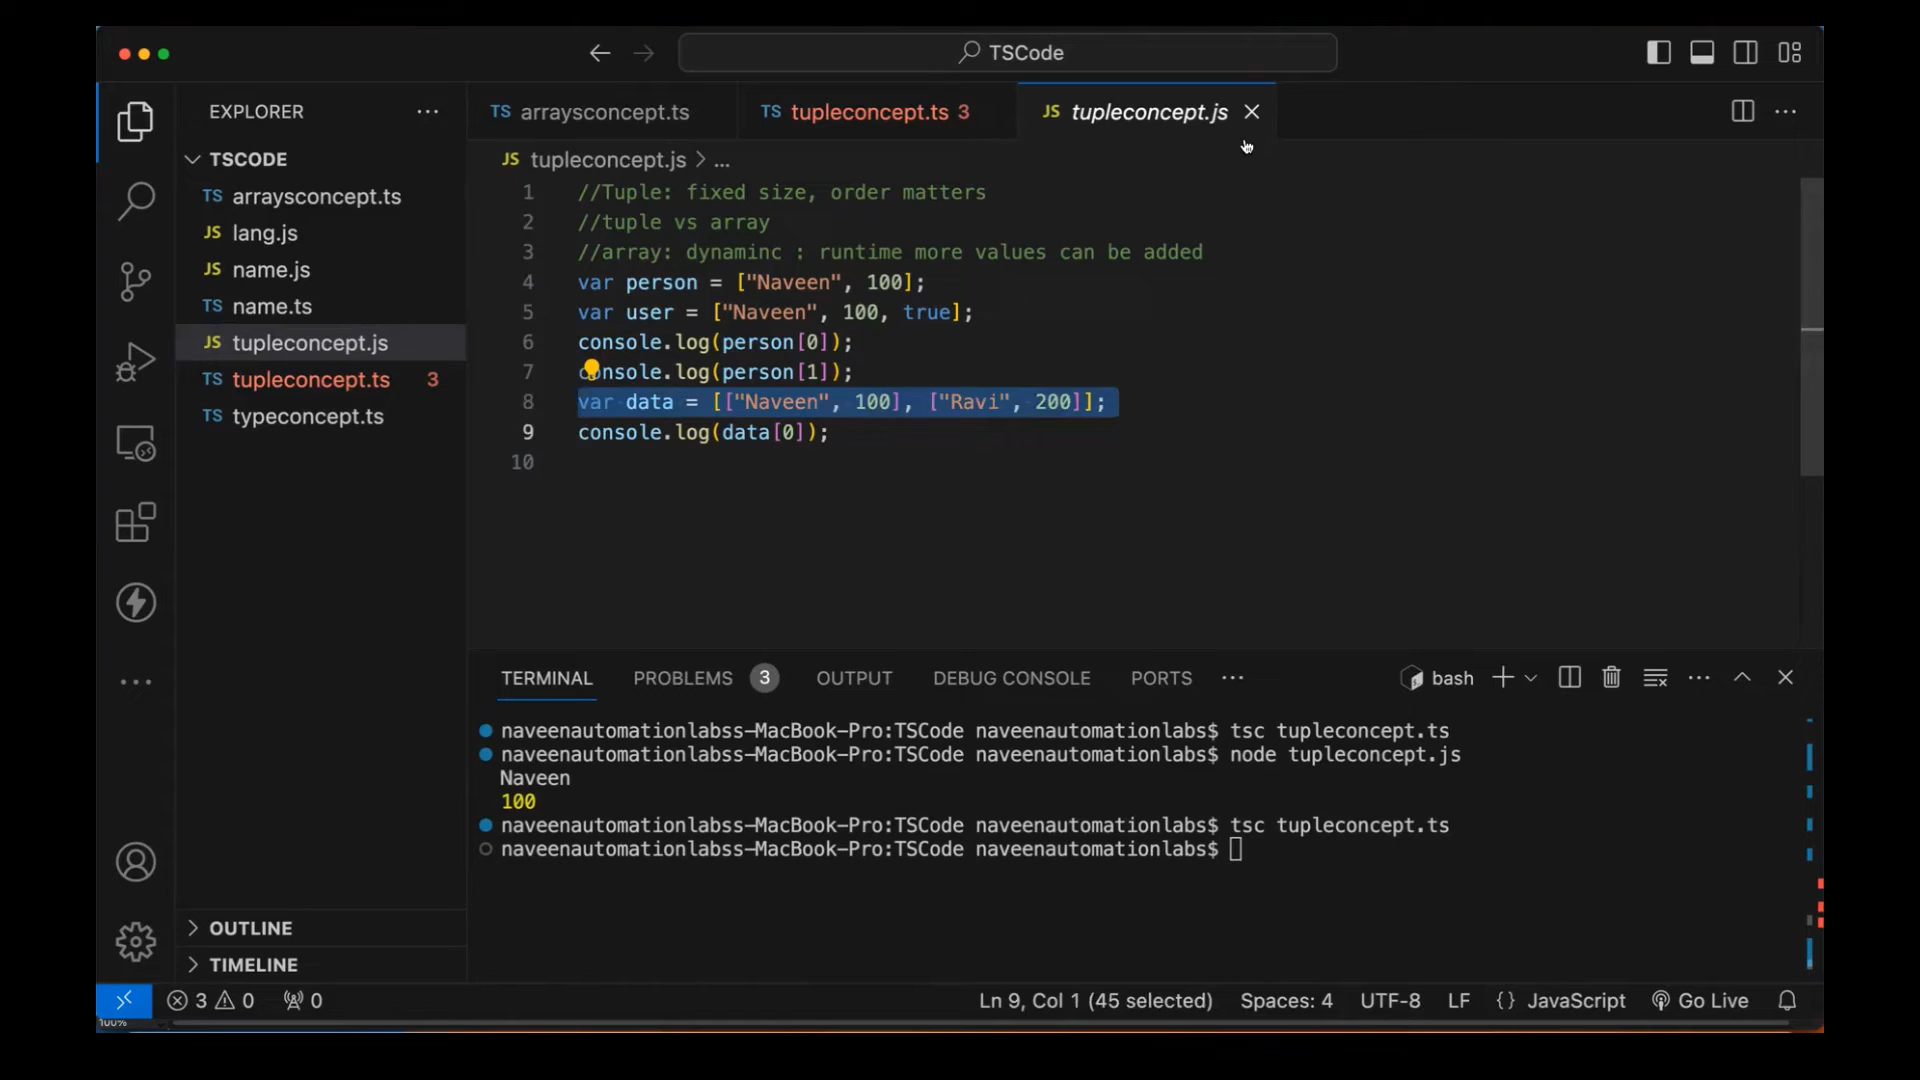 TSCode
EXPLORER
TSCODE
TS arraysconcept.ts
JS lang.js
JS name.js
TS name.ts
JS tupleconcept.js
TS tupleconcept.ts 3
TS typeconcept.ts
OUTLINE
TIMELINE
TS arraysconcept.ts
TS tupleconcept.ts 3
JS tupleconcept.js
JS tupleconcept.js > ...
1 //Tuple: fixed size, order matters
2 //tuple vs array
3 //array: dynaminc : runtime more values can be added
4 var person = ["Naveen", 100];
5 var user = ["Naveen", 100, true];
6 console.log(person[0]);
7 console.log(person[1]);
8 var data = [["Naveen", 100], ["Ravi", 200]];
9 console.log(data[0]);
10
TERMINAL PROBLEMS 3 OUTPUT DEBUG CONSOLE PORTS ... bash
naveenautomationlabss-MacBook-Pro:TSCode naveenautomationlabs$ tsc tupleconcept.ts
naveenautomationlabss-MacBook-Pro:TSCode naveenautomationlabs$ node tupleconcept.js
Naveen
100
naveenautomationlabss-MacBook-Pro:TSCode naveenautomationlabs$ tsc tupleconcept.ts
naveenautomationlabss-MacBook-Pro:TSCode naveenautomationlabs$
3 0 0 Ln 9, Col 1 (45 selected) Spaces: 4 UTF-8 LF {} JavaScript Go Live
100%